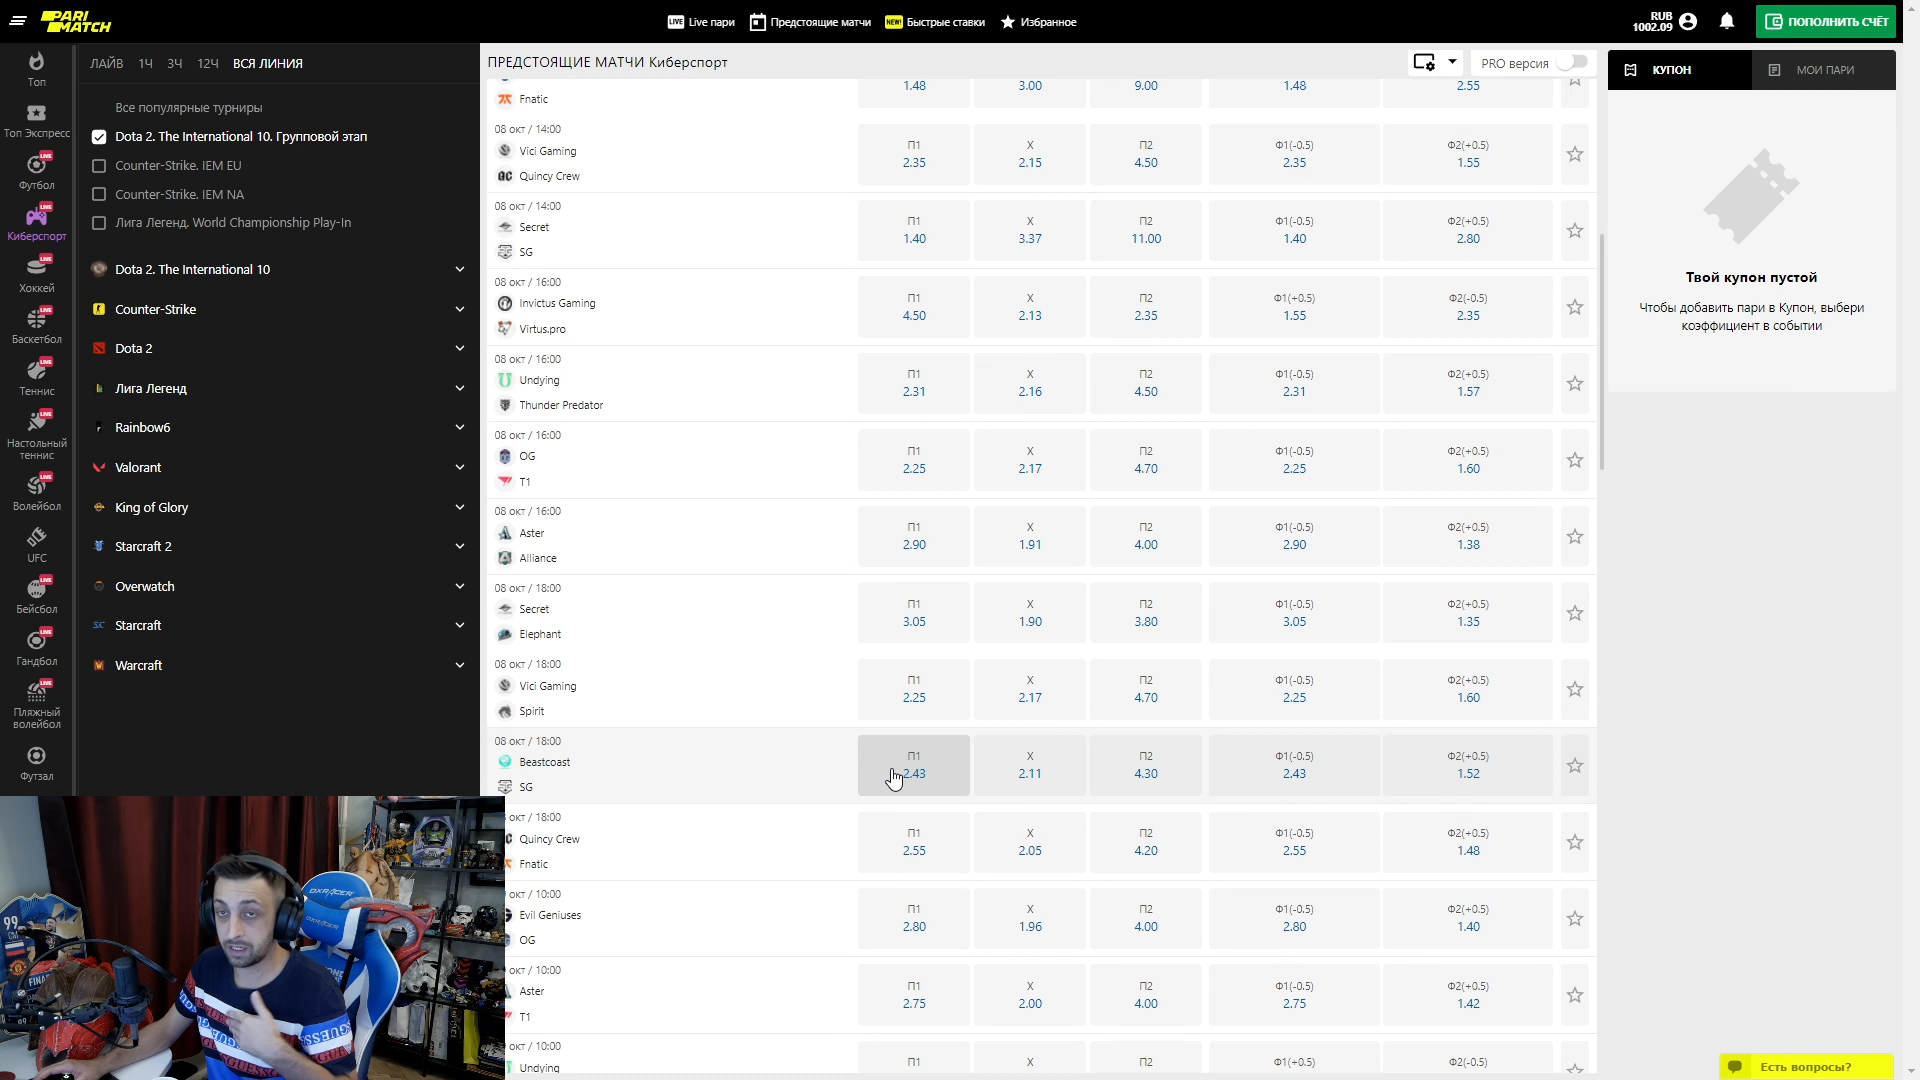 PARI MATCH
LIVE Live пари
Предстоящие матчи
NEW! Быстрые ставки
Избранное
RUB
1002.09
ПОПОЛНИТЬ СЧЁТ
Топ
Топ Экспресс
LIVE
Футбол
LIVE
Киберспорт
LIVE
Хоккей
LIVE
Баскетбол
LIVE
Теннис
LIVE
Настольный
теннис
LIVE
Волейбол
UFC
LIVE
Бейсбол
LIVE
Гандбол
LIVE
Пляжный
волейбол
Футзал
ЛАЙВ 1Ч 3Ч 12Ч ВСЯ ЛИНИЯ
Все популярные турниры
Dota 2. The International 10. Групповой этап
Counter-Strike. IEM EU
Counter-Strike. IEM NA
Лига Легенд. World Championship Play-In
Dota 2. The International 10
Counter-Strike
Dota 2
Лига Легенд
Rainbow6
Valorant
King of Glory
Starcraft 2
Overwatch
Starcraft
Warcraft
ПРЕДСТОЯЩИЕ МАТЧИ Киберспорт
PRO версия
1.48 3.00 9.00 1.48 2.55
Fnatic
08 окт / 14:00
Vici Gaming
Quincy Crew
П1 X П2 Ф1(-0.5) Ф2(+0.5)
2.35 2.15 4.50 2.35 1.55
08 окт / 14:00
Secret
SG
П1 X П2 Ф1(-0.5) Ф2(+0.5)
1.40 3.37 11.00 1.40 2.80
08 окт / 16:00
Invictus Gaming
Virtus.pro
П1 X П2 Ф1(+0.5) Ф2(-0.5)
4.50 2.13 2.35 1.55 2.35
08 окт / 16:00
Undying
Thunder Predator
П1 X П2 Ф1(-0.5) Ф2(+0.5)
2.31 2.16 4.50 2.31 1.57
08 окт / 16:00
OG
T1
П1 X П2 Ф1(-0.5) Ф2(+0.5)
2.25 2.17 4.70 2.25 1.60
08 окт / 16:00
Aster
Alliance
П1 X П2 Ф1(-0.5) Ф2(+0.5)
2.90 1.91 4.00 2.90 1.38
08 окт / 18:00
Secret
Elephant
П1 X П2 Ф1(-0.5) Ф2(+0.5)
3.05 1.90 3.80 3.05 1.35
08 окт / 18:00
Vici Gaming
Spirit
П1 X П2 Ф1(-0.5) Ф2(+0.5)
2.25 2.17 4.70 2.25 1.60
08 окт / 18:00
Beastcoast
SG
П1 X П2 Ф1(-0.5) Ф2(+0.5)
2.43 2.11 4.30 2.43 1.52
окт / 18:00
Quincy Crew
Fnatic
П1 X П2 Ф1(-0.5) Ф2(+0.5)
2.55 2.05 4.20 2.55 1.48
окт / 10:00
Evil Geniuses
OG
П1 X П2 Ф1(-0.5) Ф2(+0.5)
2.80 1.96 4.00 2.80 1.40
окт / 10:00
Aster
T1
П1 X П2 Ф1(-0.5) Ф2(+0.5)
2.75 2.00 4.00 2.75 1.42
окт / 10:00
Undying
П1 X П2 Ф1(+0.5) Ф2(-0.5)
КУПОН
МОИ ПАРИ
Твой купон пустой
Чтобы добавить пари в Купон, выбери
коэффициент в событии
Есть вопросы?
99
DXRACER
GUESS